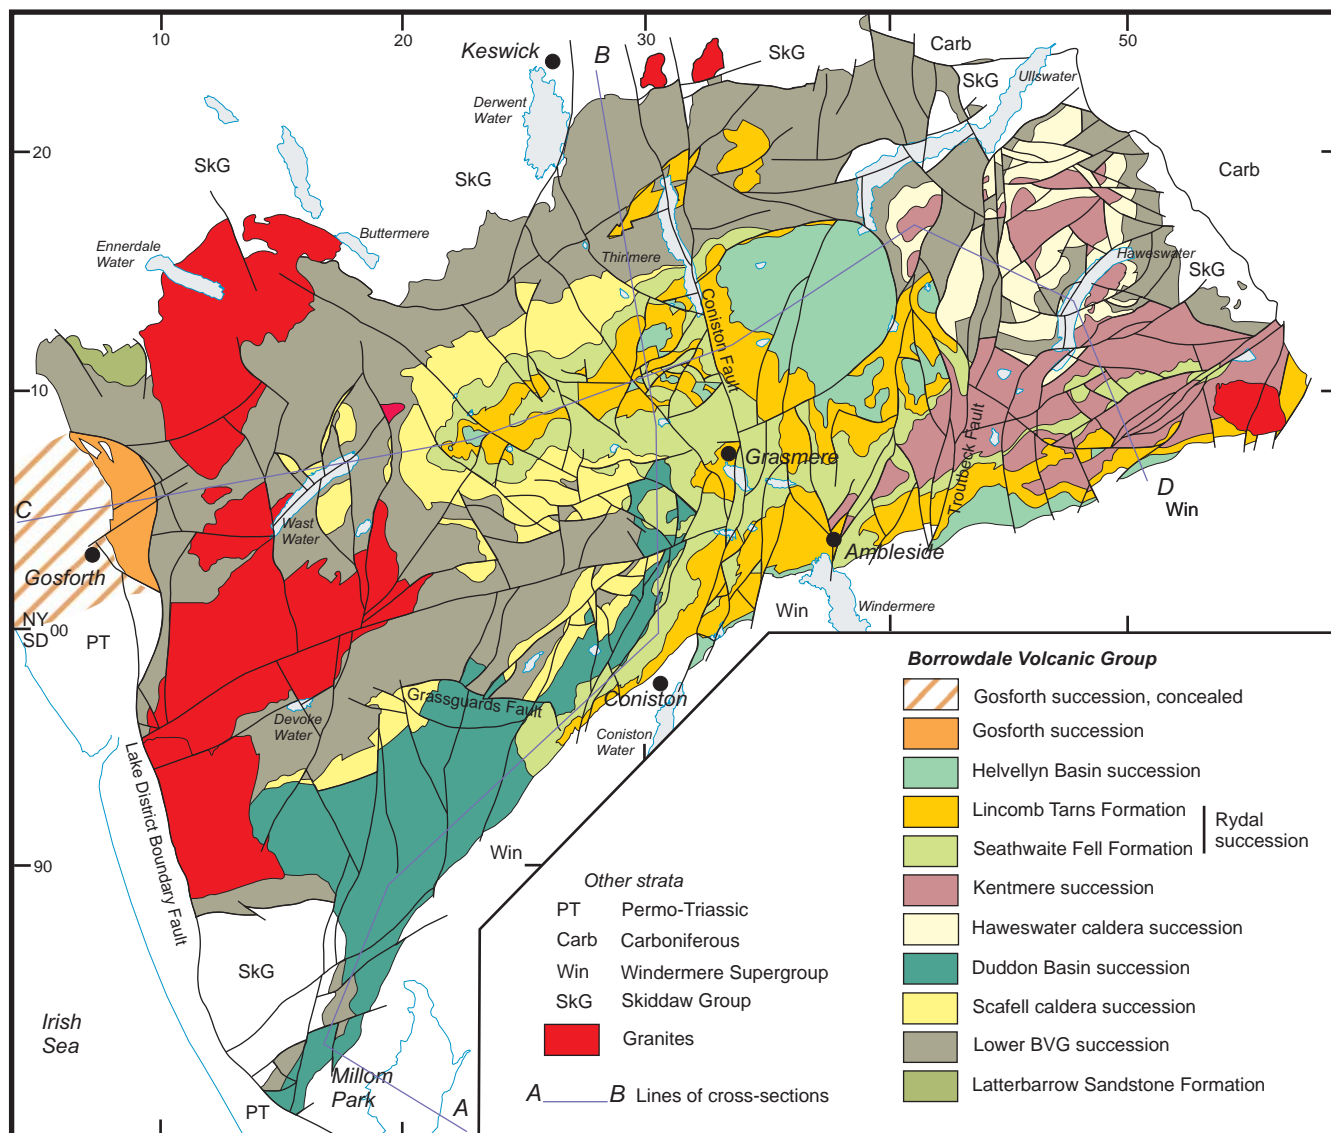 10
20
30
50
Keswick
B
SkG
Carb
SkG
Ullswater
Derwent
Water
20
SkG
SkG
Carb
Ennerdale
Water
Buttermere
Thirlmere
Haweswater
SkG
Coniston Fault
10
Troutbeck Fault
Grasmere
C
D
Win
Wast
Water
Gosforth
Ambleside
NY
SD
00
PT
Win
Windermere
Grassguards Fault
Coniston
Devoke
Water
Coniston
Water
Lake District Boundary Fault
90
Win
SkG
Irish
Sea
Millom
Park
PT
A
Borrowdale Volcanic Group
Gosforth succession, concealed
Gosforth succession
Helvellyn Basin succession
Lincomb Tarns Formation
Seathwaite Fell Formation
Rydal
succession
Kentmere succession
Haweswater caldera succession
Duddon Basin succession
Scafell caldera succession
Lower BVG succession
Latterbarrow Sandstone Formation
Other strata
PT Permo-Triassic
Carb Carboniferous
Win Windermere Supergroup
SkG Skiddaw Group
Granites
A B Lines of cross-sections